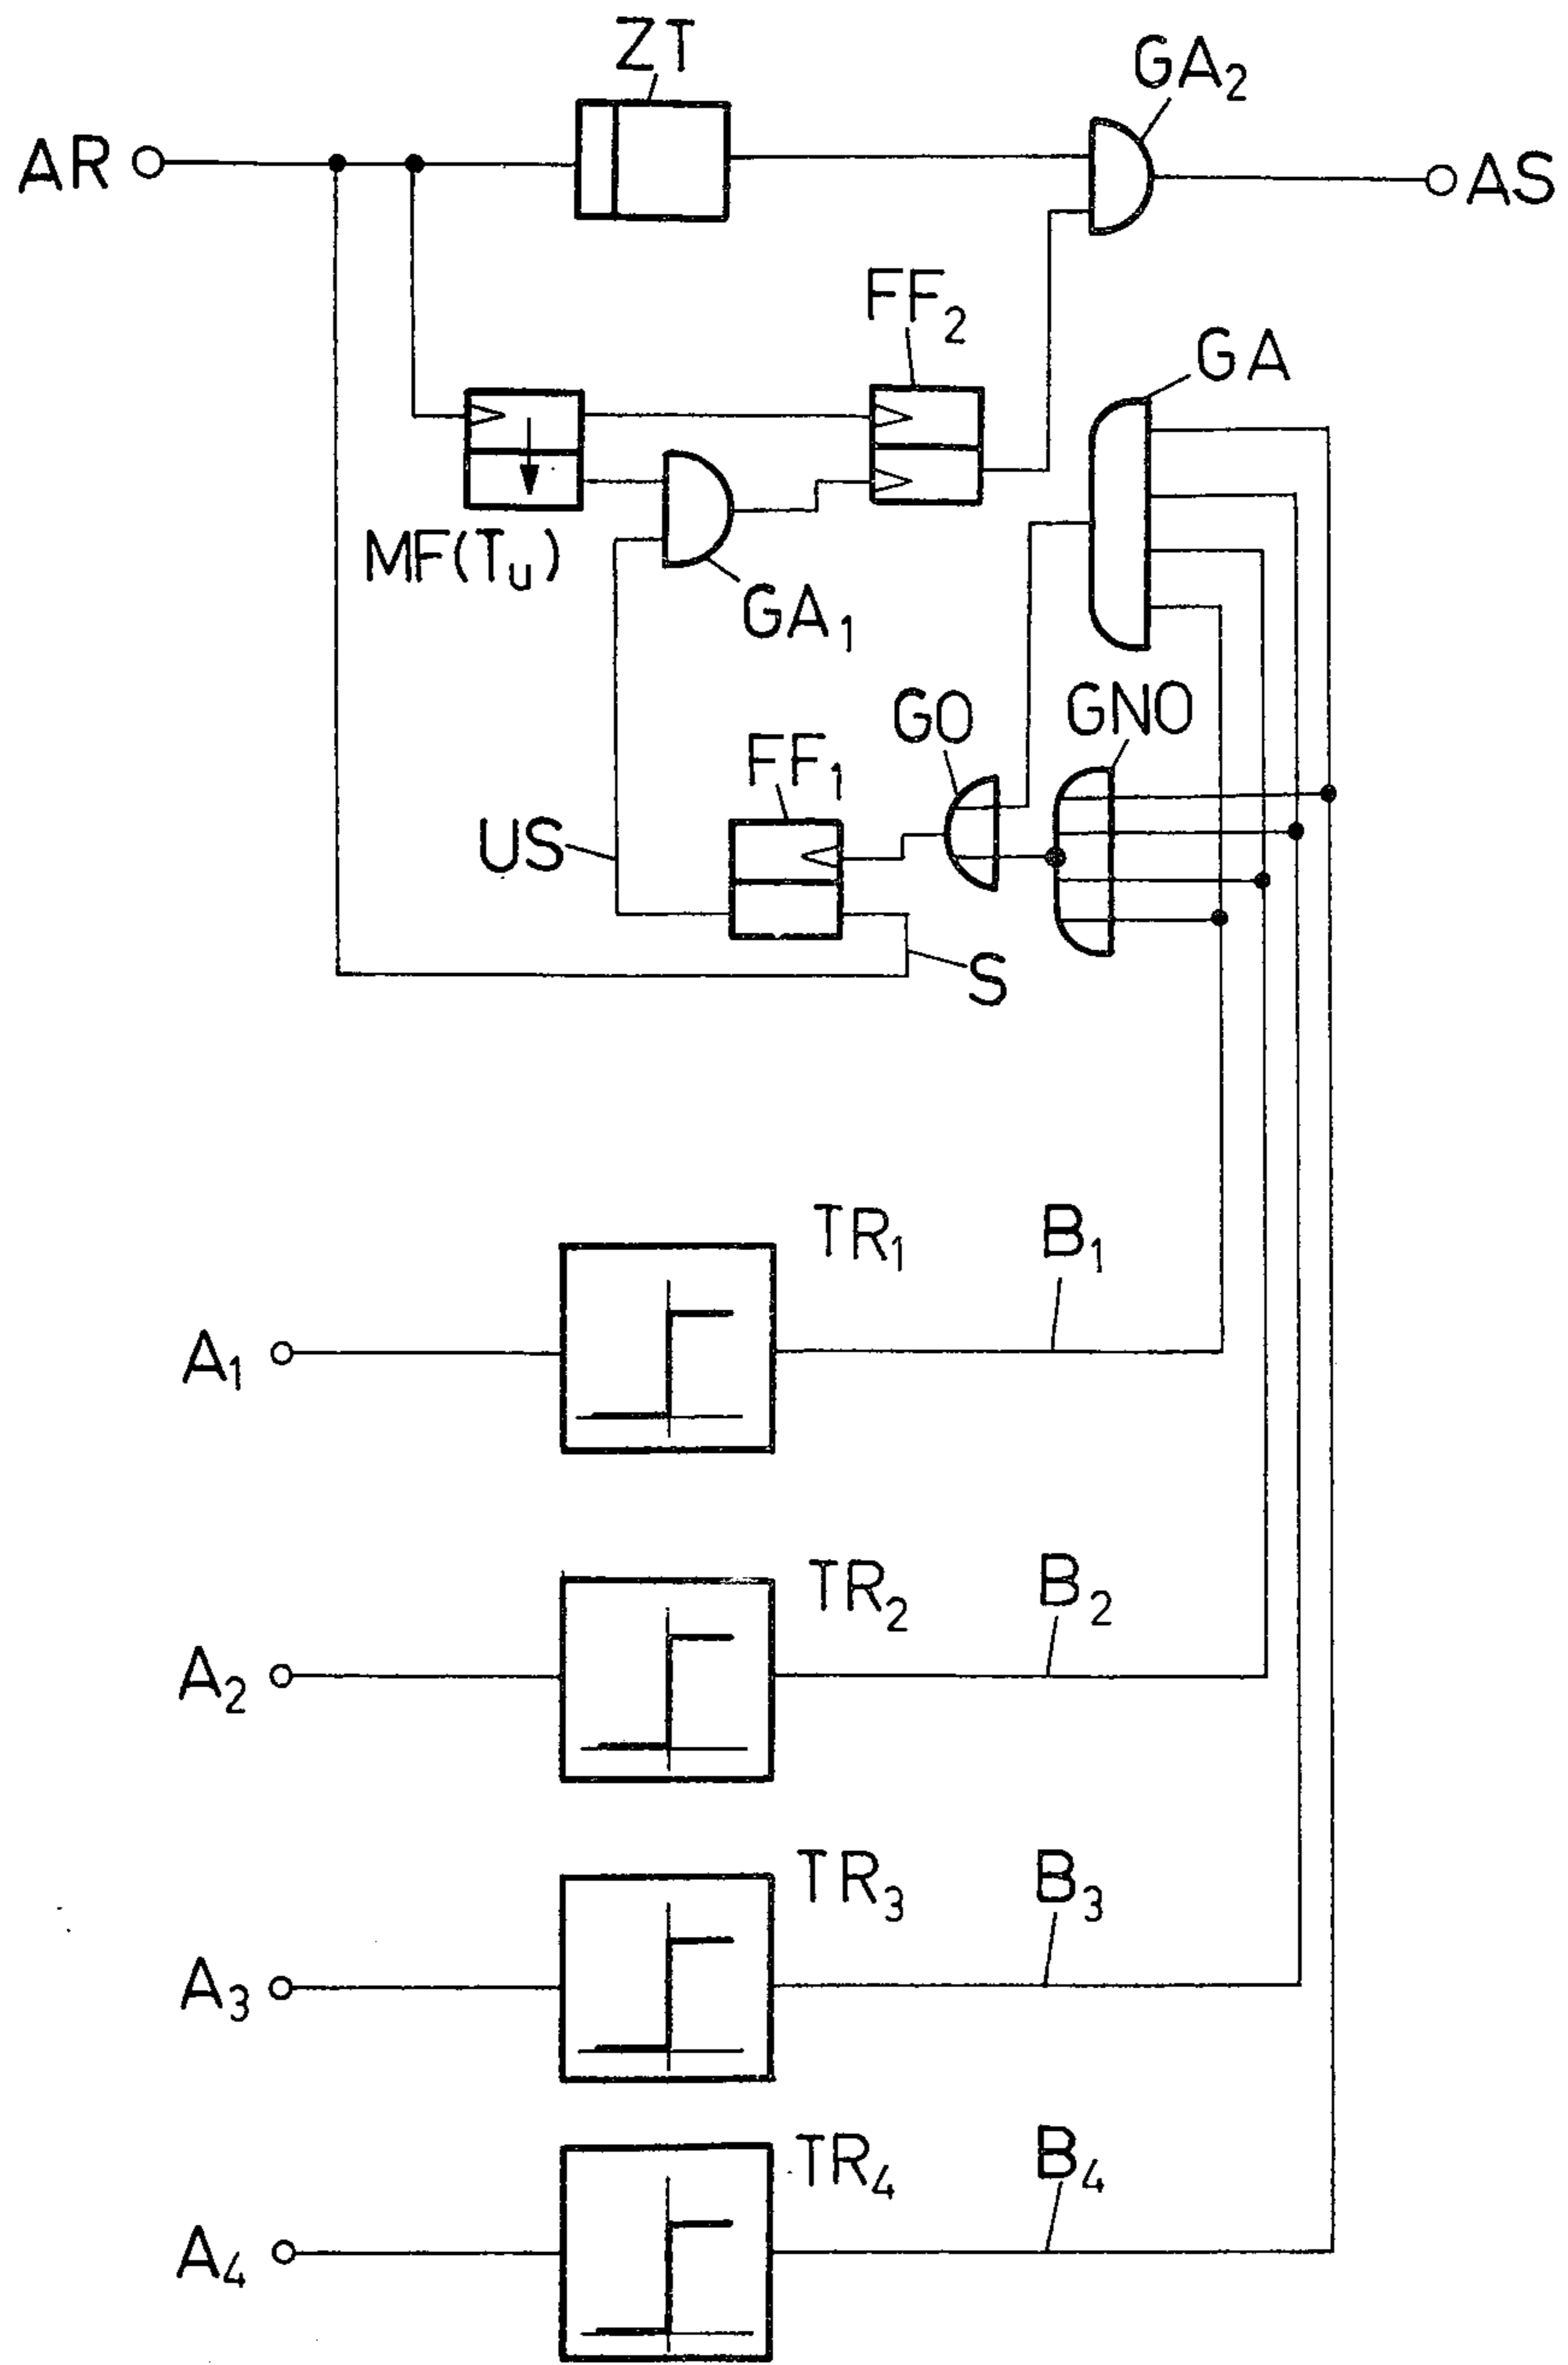 ZT
GA₂
AR
AS
FF₂
GA
MF(Tᵤ)
GA₁
GO
GNO
FF₁
US
S
TR₁
B₁
A₁
TR₂
B₂
A₂
TR₃
B₃
A₃
TR₄
B₄
A₄